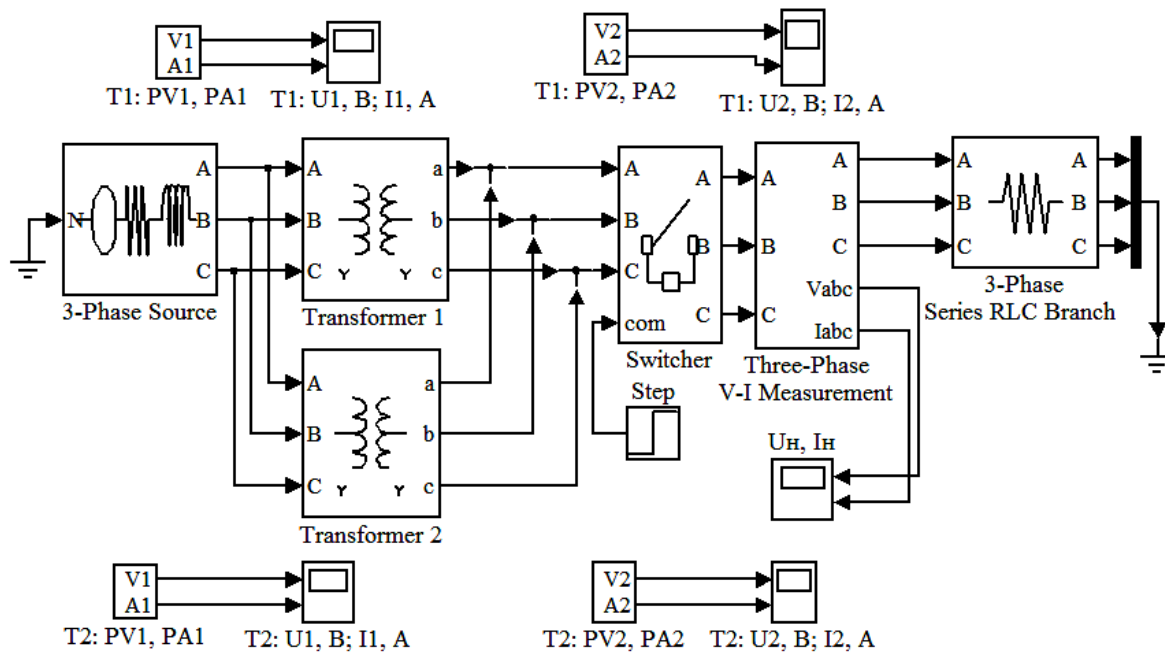 V1
A1
T1: PV1, PA1
T1: U1, В; I1, A
V2
A2
T1: PV2, PA2
T1: U2, В; I2, A
N
A
B
C
3-Phase Source
A
B
C
a
b
c
Y Y
Transformer 1
A
B
C
a
b
c
Y Y
Transformer 2
A
B
C
com
A
B
C
Switcher
Step
A
B
C
A
B
C
Vabc
Iabc
Three-Phase
V-I Measurement
A
B
C
A
B
C
3-Phase
Series RLC Branch
Uн, Iн
V1
A1
T2: PV1, PA1
T2: U1, В; I1, A
V2
A2
T2: PV2, PA2
T2: U2, В; I2, A